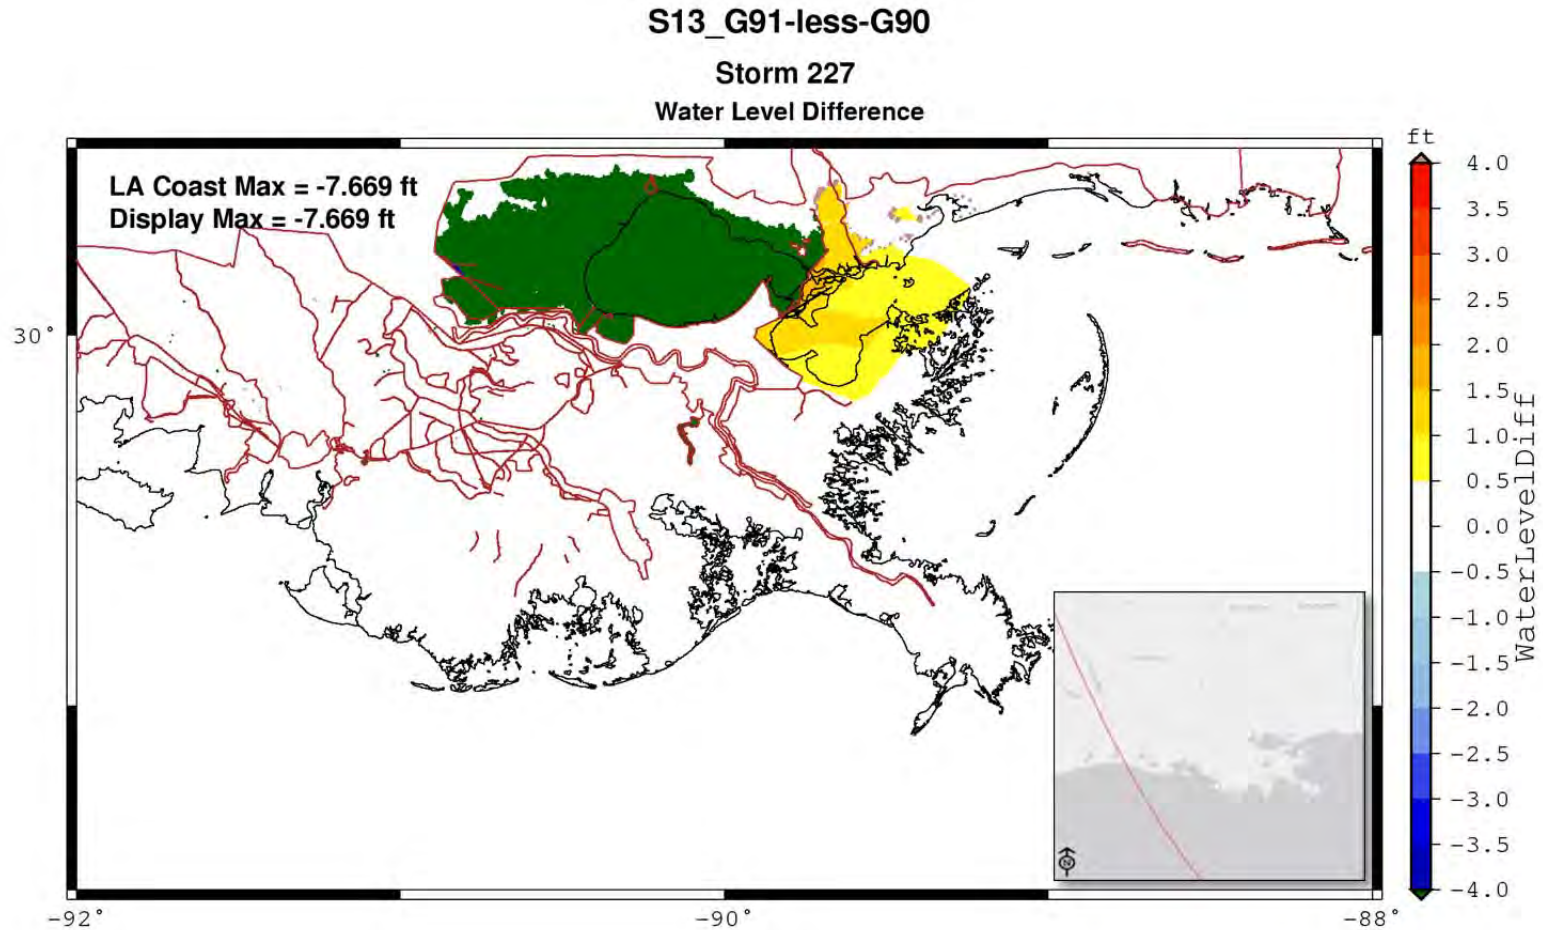 S13_G91-less-G90
Storm 227
Water Level Difference
LA Coast Max = -7.669 ft
Display Max = -7.669 ft
30°
-92°
-90°
-88°
ft
4.0
3.5
3.0
2.5
2.0
1.5
1.0
0.5
0.0
-0.5
-1.0
-1.5
-2.0
-2.5
-3.0
-3.5
-4.0
WaterLevelDiff
N